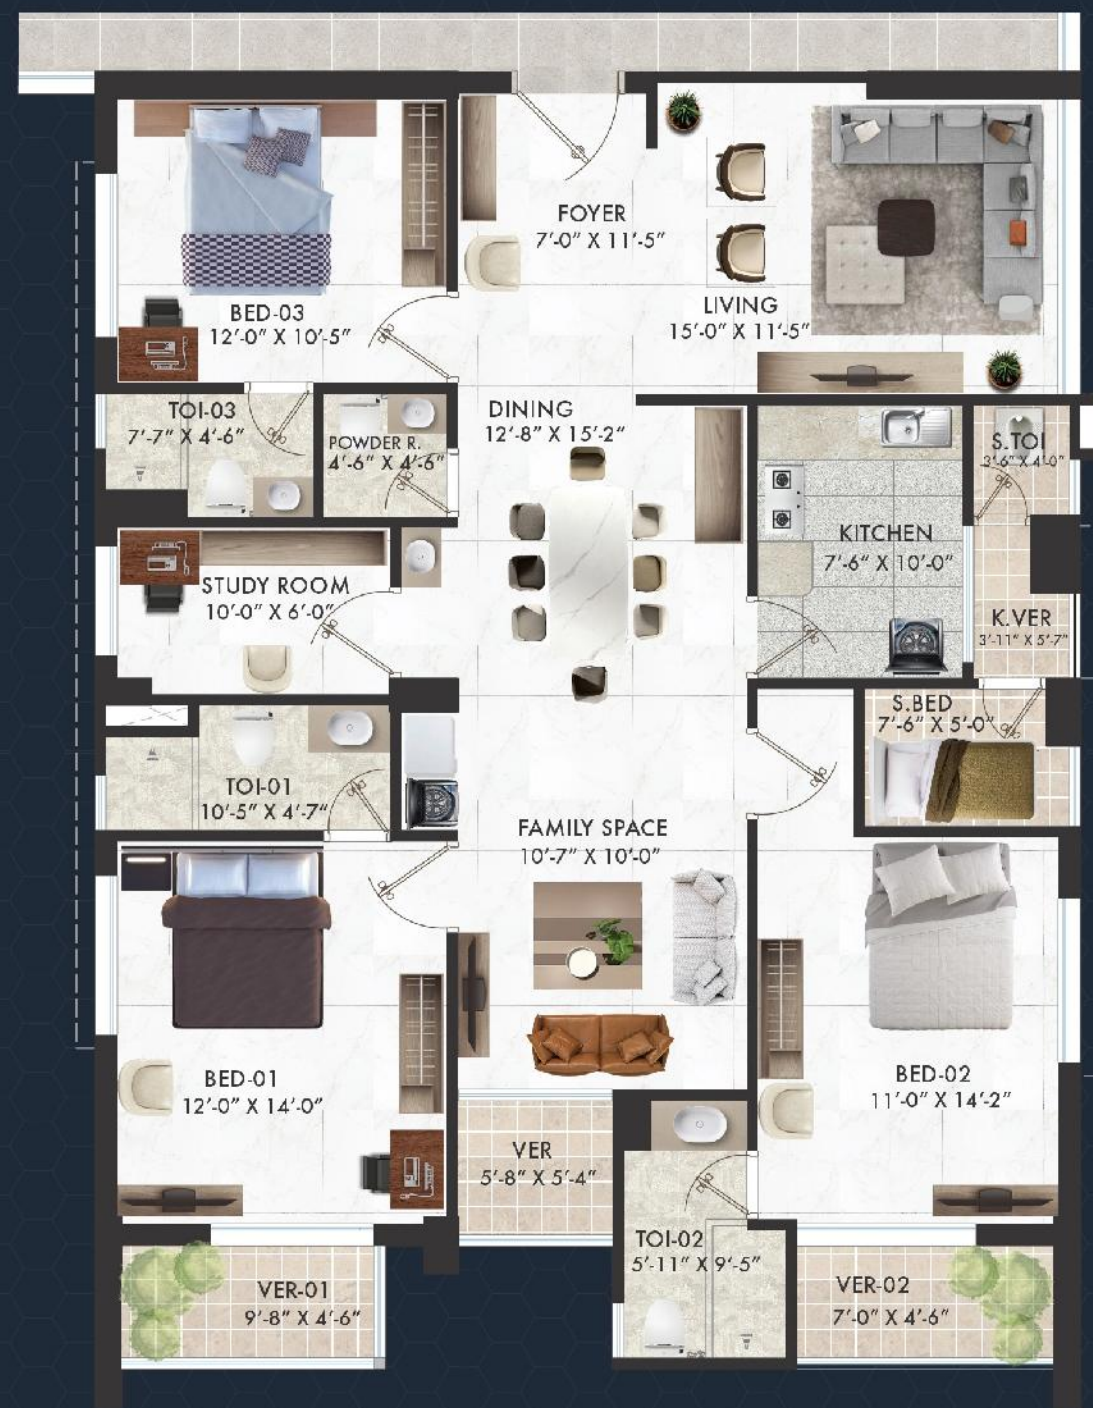 FOYER
7'-0" X 11'-5"
BED-03
12'-0" X 10'-5"
LIVING
15'-0" X 11'-5"
TOI-03
7'-7" X 4'-6"
POWDER R.
4'-6" X 4'-6"
DINING
12'-8" X 15'-2"
S.TOI
3'6" X 4'-0"
KITCHEN
7'-6" X 10'-0"
STUDY ROOM
10'-0" X 6'-0"
K.VER
3'-11" X 5'-7"
S.BED
7'-6" X 5'-0"
TOI-01
10'-5" X 4'-7"
FAMILY SPACE
10'-7" X 10'-0"
BED-01
12'-0" X 14'-0"
BED-02
11'-0" X 14'-2"
VER
5'-8" X 5'-4"
TOI-02
5'-11" X 9'-5"
VER-01
9'-8" X 4'-6"
VER-02
7'-0" X 4'-6"